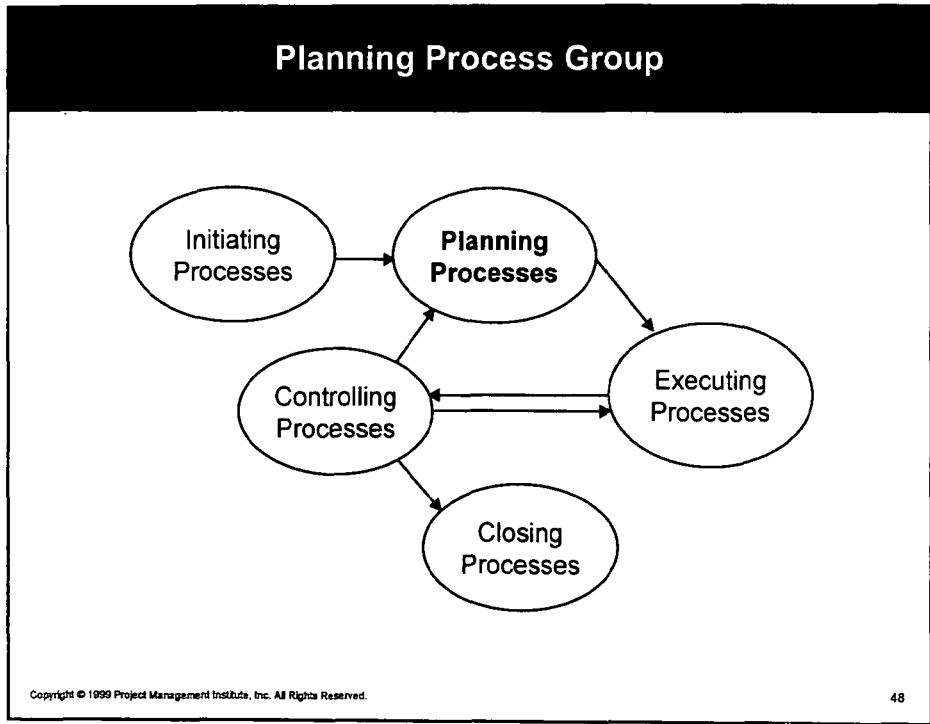 Planning Process Group
Initiating
Processes
Planning
Processes
Controlling
Processes
Executing
Processes
Closing
Processes
Copyright © 1999 Project Management Institute, Inc. All Rights Reserved.
48